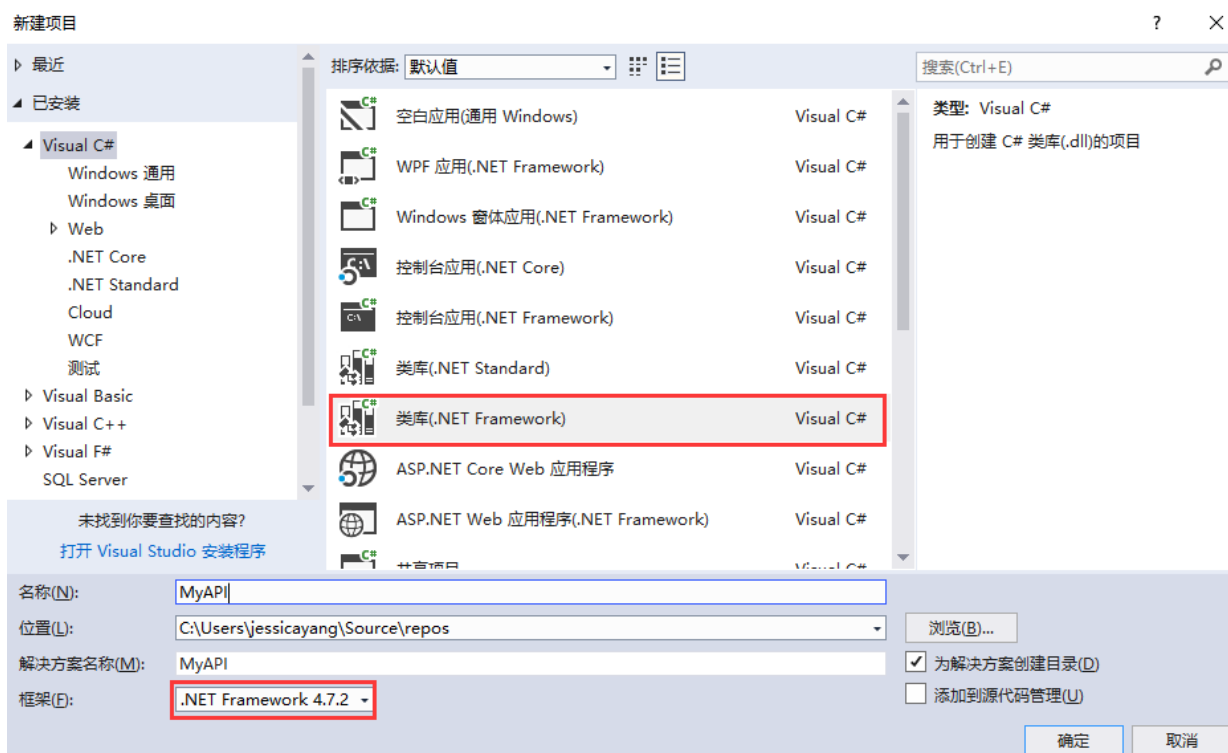 新建项目
?
最近
已安装
Visual C#
Windows 通用
Windows 桌面
Web
.NET Core
.NET Standard
Cloud
WCF
测试
Visual Basic
Visual C++
Visual F#
SQL Server
未找到你要查找的内容?
打开 Visual Studio 安装程序
排序依据: 默认值
空白应用(通用 Windows) Visual C#
WPF 应用(.NET Framework) Visual C#
Windows 窗体应用(.NET Framework) Visual C#
控制台应用(.NET Core) Visual C#
控制台应用(.NET Framework) Visual C#
类库(.NET Standard) Visual C#
类库(.NET Framework) Visual C#
ASP.NET Core Web 应用程序 Visual C#
ASP.NET Web 应用程序(.NET Framework) Visual C#
共享项目 Visual C#
搜索(Ctrl+E)
类型: Visual C#
用于创建 C# 类库(.dll)的项目
名称(N): MyAPI
位置(L): C:\Users\jessicayang\Source\repos 浏览(B)...
解决方案名称(M): MyAPI 为解决方案创建目录(D)
框架(F): .NET Framework 4.7.2 添加到源代码管理(U)
确定 取消